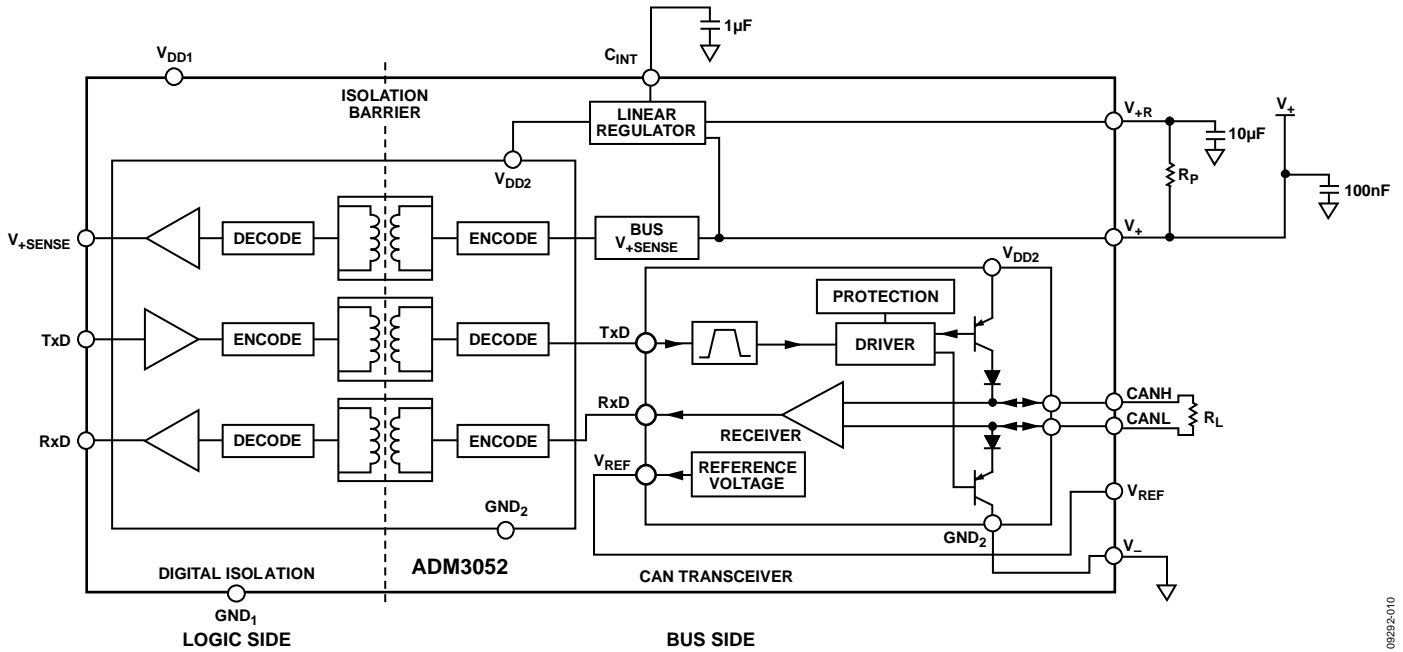 1µF
CINT
VDD1
ISOLATION
BARRIER
LINEAR
REGULATOR
V+R
V+
10µF
RP
100nF
VDD2
V+SENSE
DECODE
ENCODE
BUS
V+SENSE
V+
VDD2
PROTECTION
TxD
ENCODE
DECODE
TxD
DRIVER
CANH
RxD
DECODE
ENCODE
RxD
RECEIVER
CANL
RL
VREF
REFERENCE
VOLTAGE
VREF
GND2
GND2
V–
DIGITAL ISOLATION
ADM3052
CAN TRANSCEIVER
GND1
LOGIC SIDE
BUS SIDE
09292-010